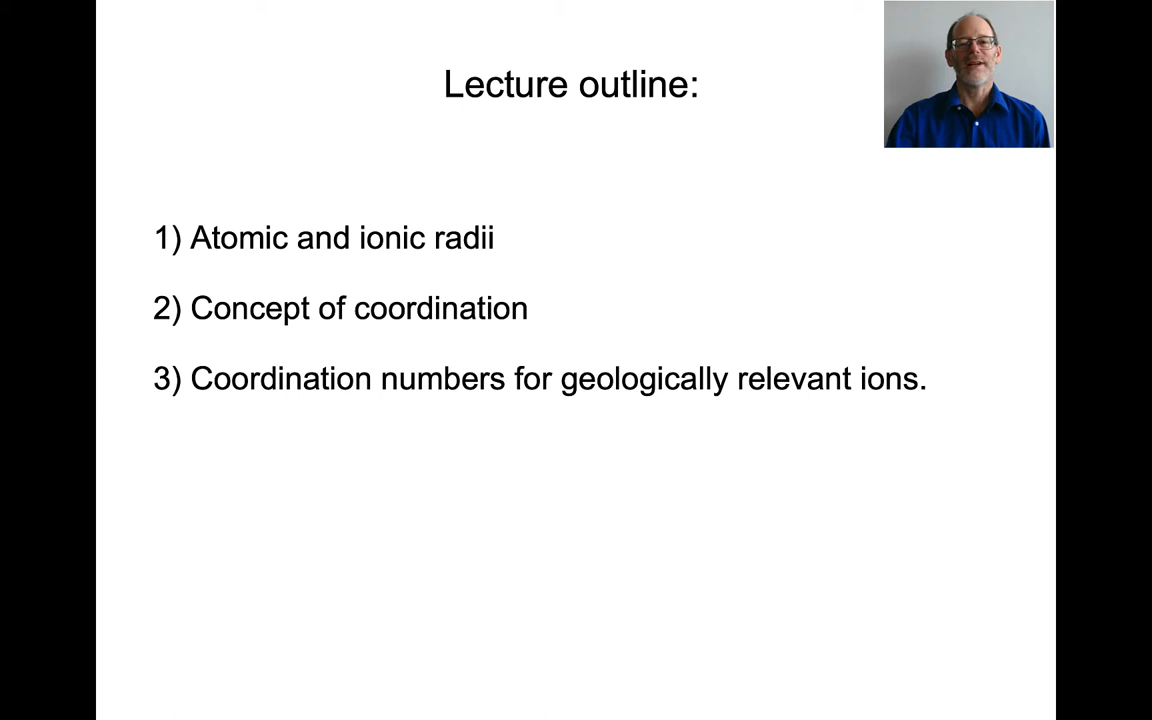 Lecture outline:
1) Atomic and ionic radii
2) Concept of coordination
3) Coordination numbers for geologically relevant ions.